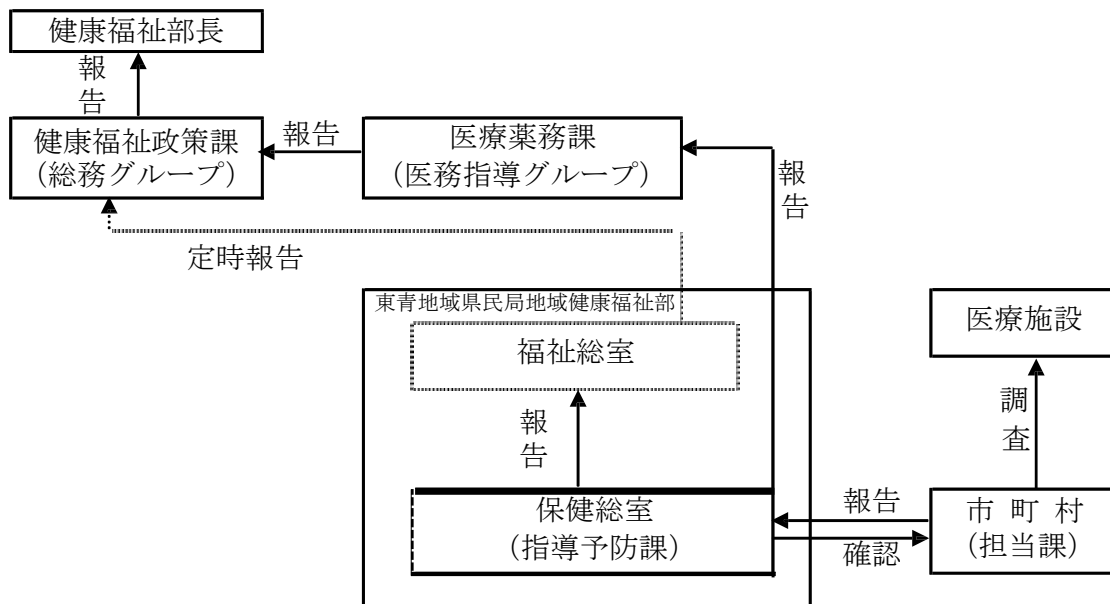 健康福祉部長
報告
健康福祉政策課
(総務グループ)
報告
医療薬務課
(医務指導グループ)
報告
定時報告
東青地域県民局地域健康福祉部
福祉総室
医療施設
報告
調査
保健総室
(指導予防課)
報告
確認
市 町 村
(担当課)